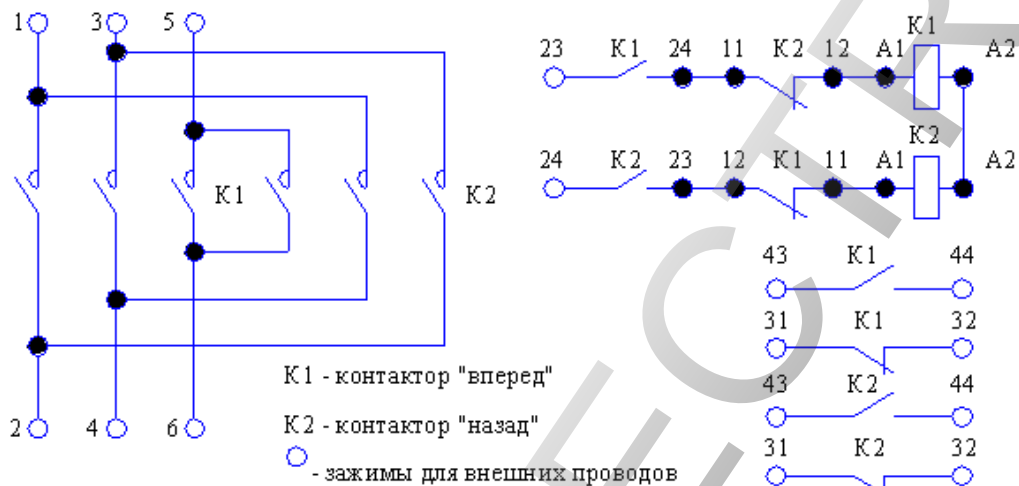 1 3 5
K1
K2
2 4 6
K1 - контактор "вперед"
K2 - контактор "назад"
- зажимы для внешних проводов
K1
23 K1 24 11 K2 12 A1 A2
K2
24 K2 23 12 K1 11 A1 A2
43 K1 44
31 K1 32
43 K2 44
31 K2 32